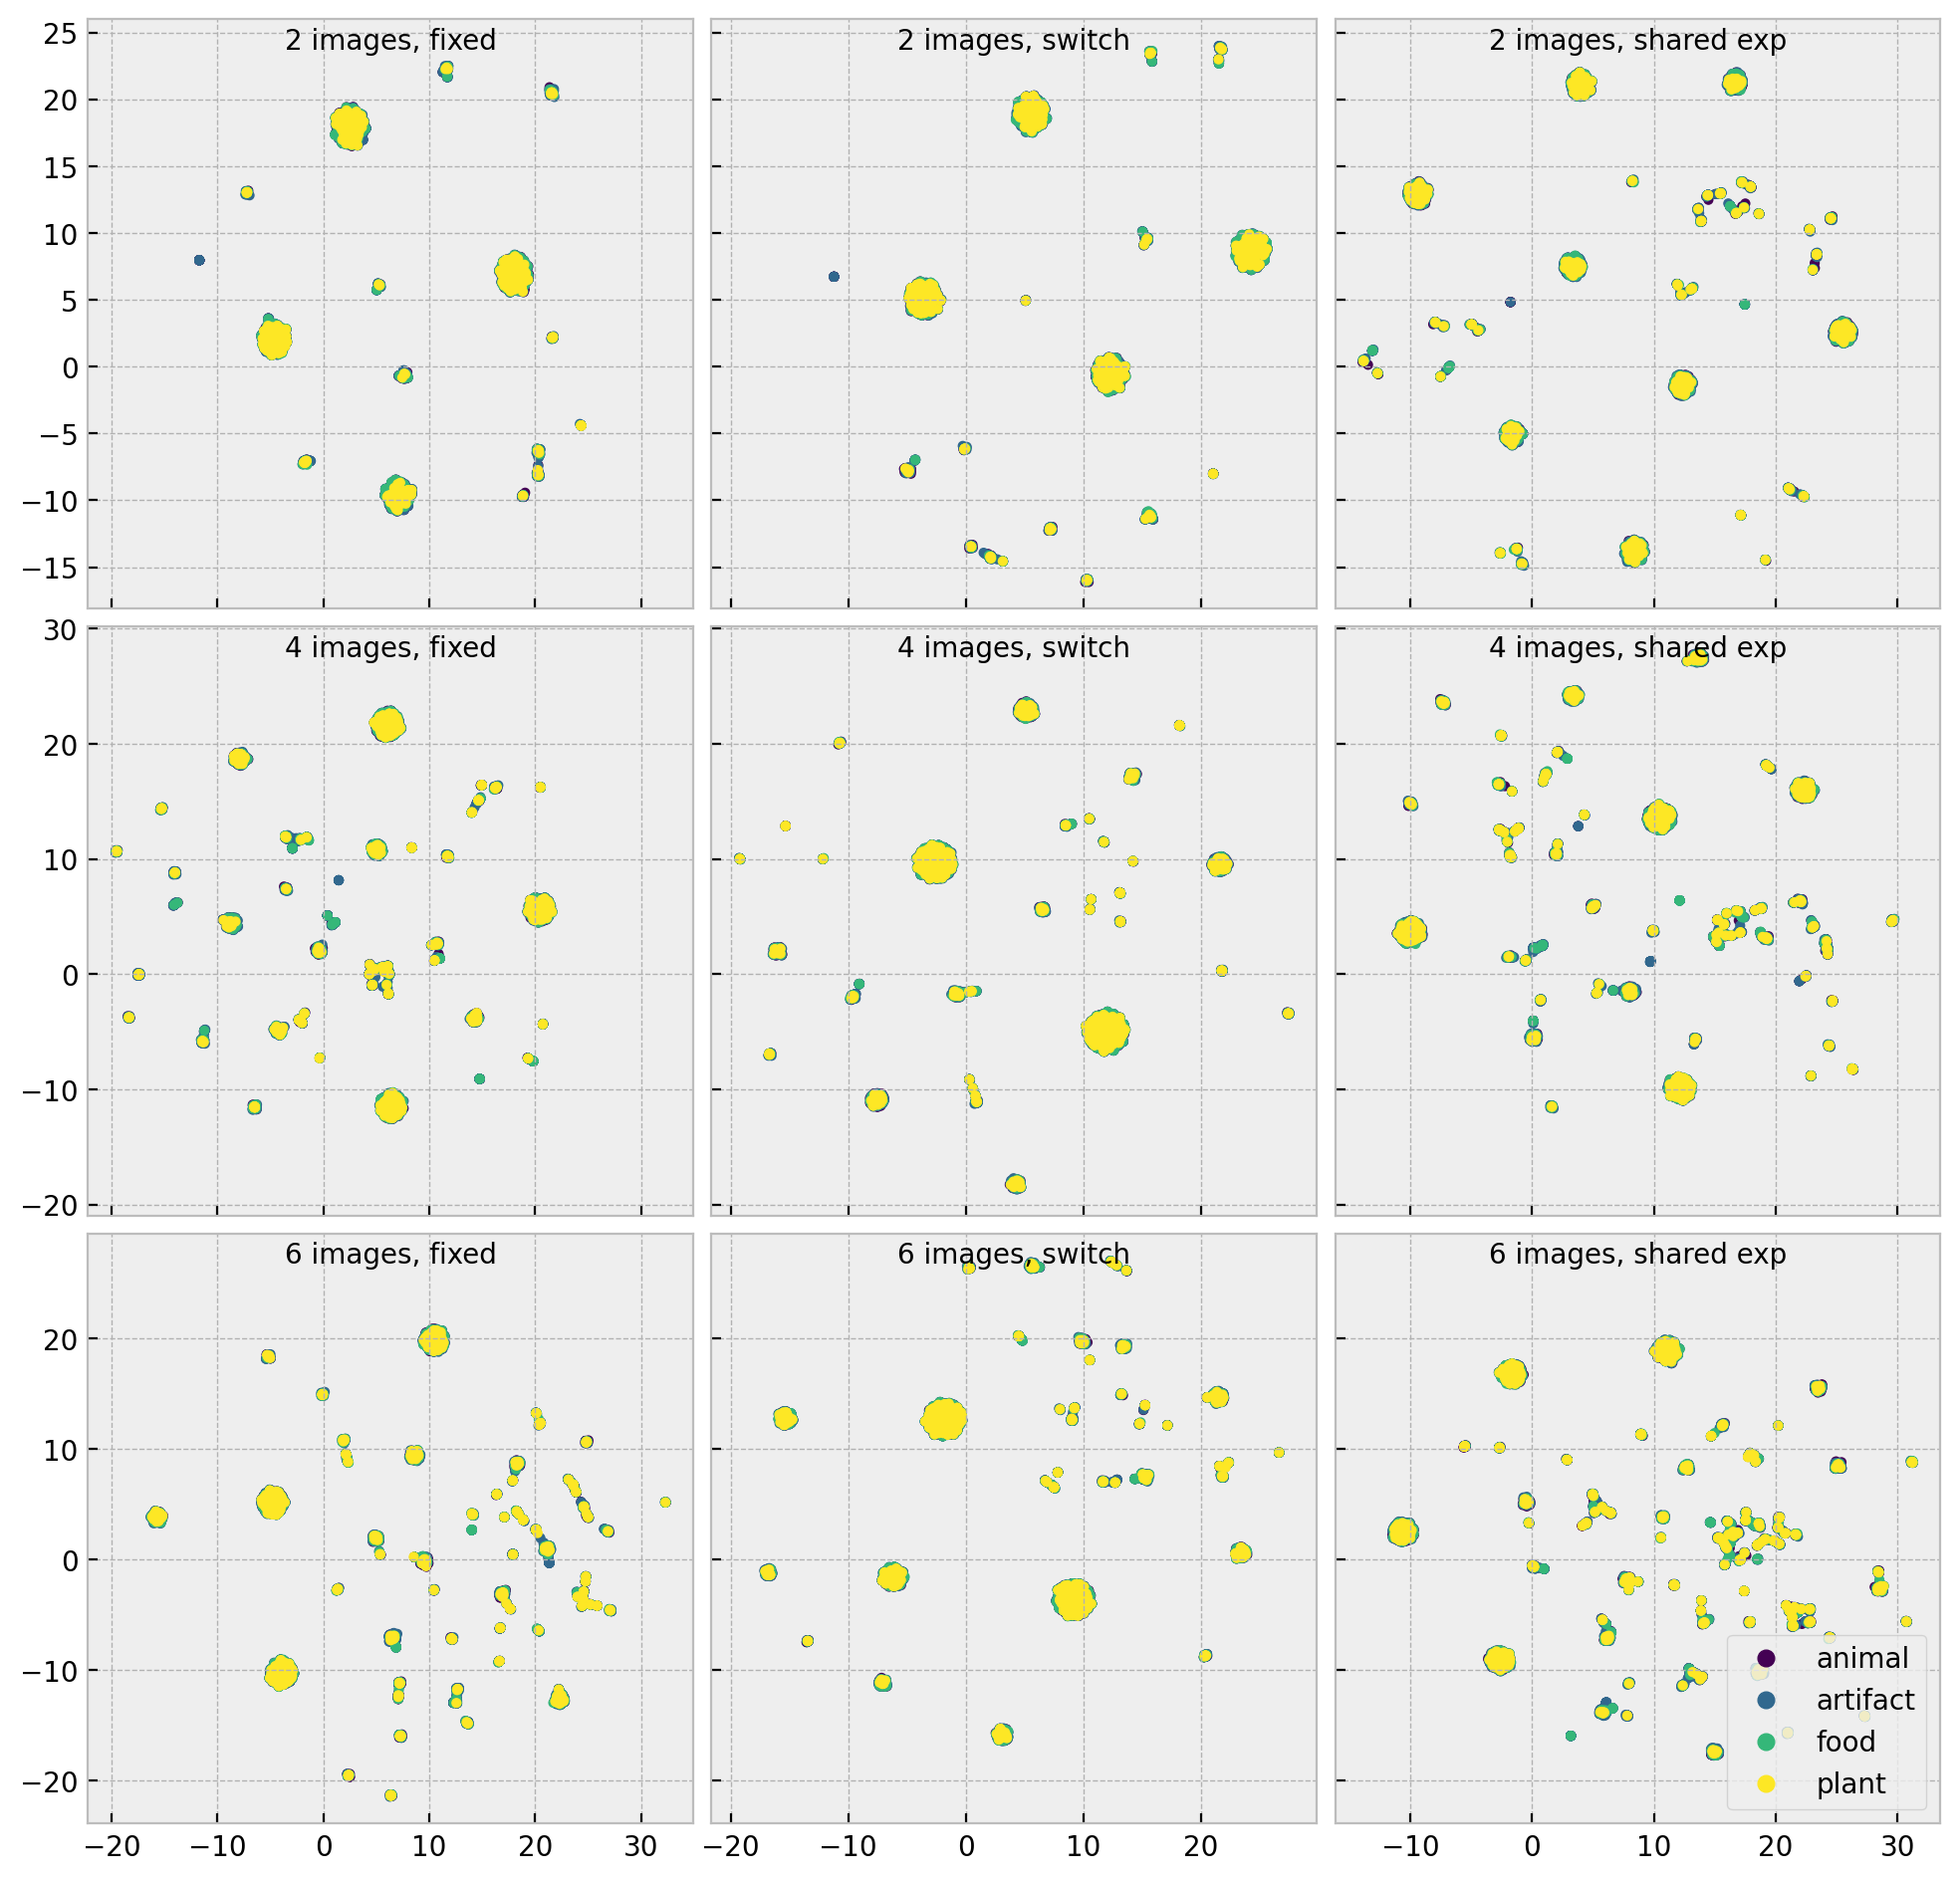 2 images, fixed
2 images, switch
2 images, shared exp
25
20
15
10
5
0
−5
−10
−15
4 images, fixed
4 images, switch
4 images, shared exp
30
20
10
0
−10
−20
6 images, fixed
6 images, switch
6 images, shared exp
20
10
0
−10
−20
animal
artifact
food
plant
−20 −10 0 10 20 30
−20 −10 0 10 20
−10 0 10 20 30